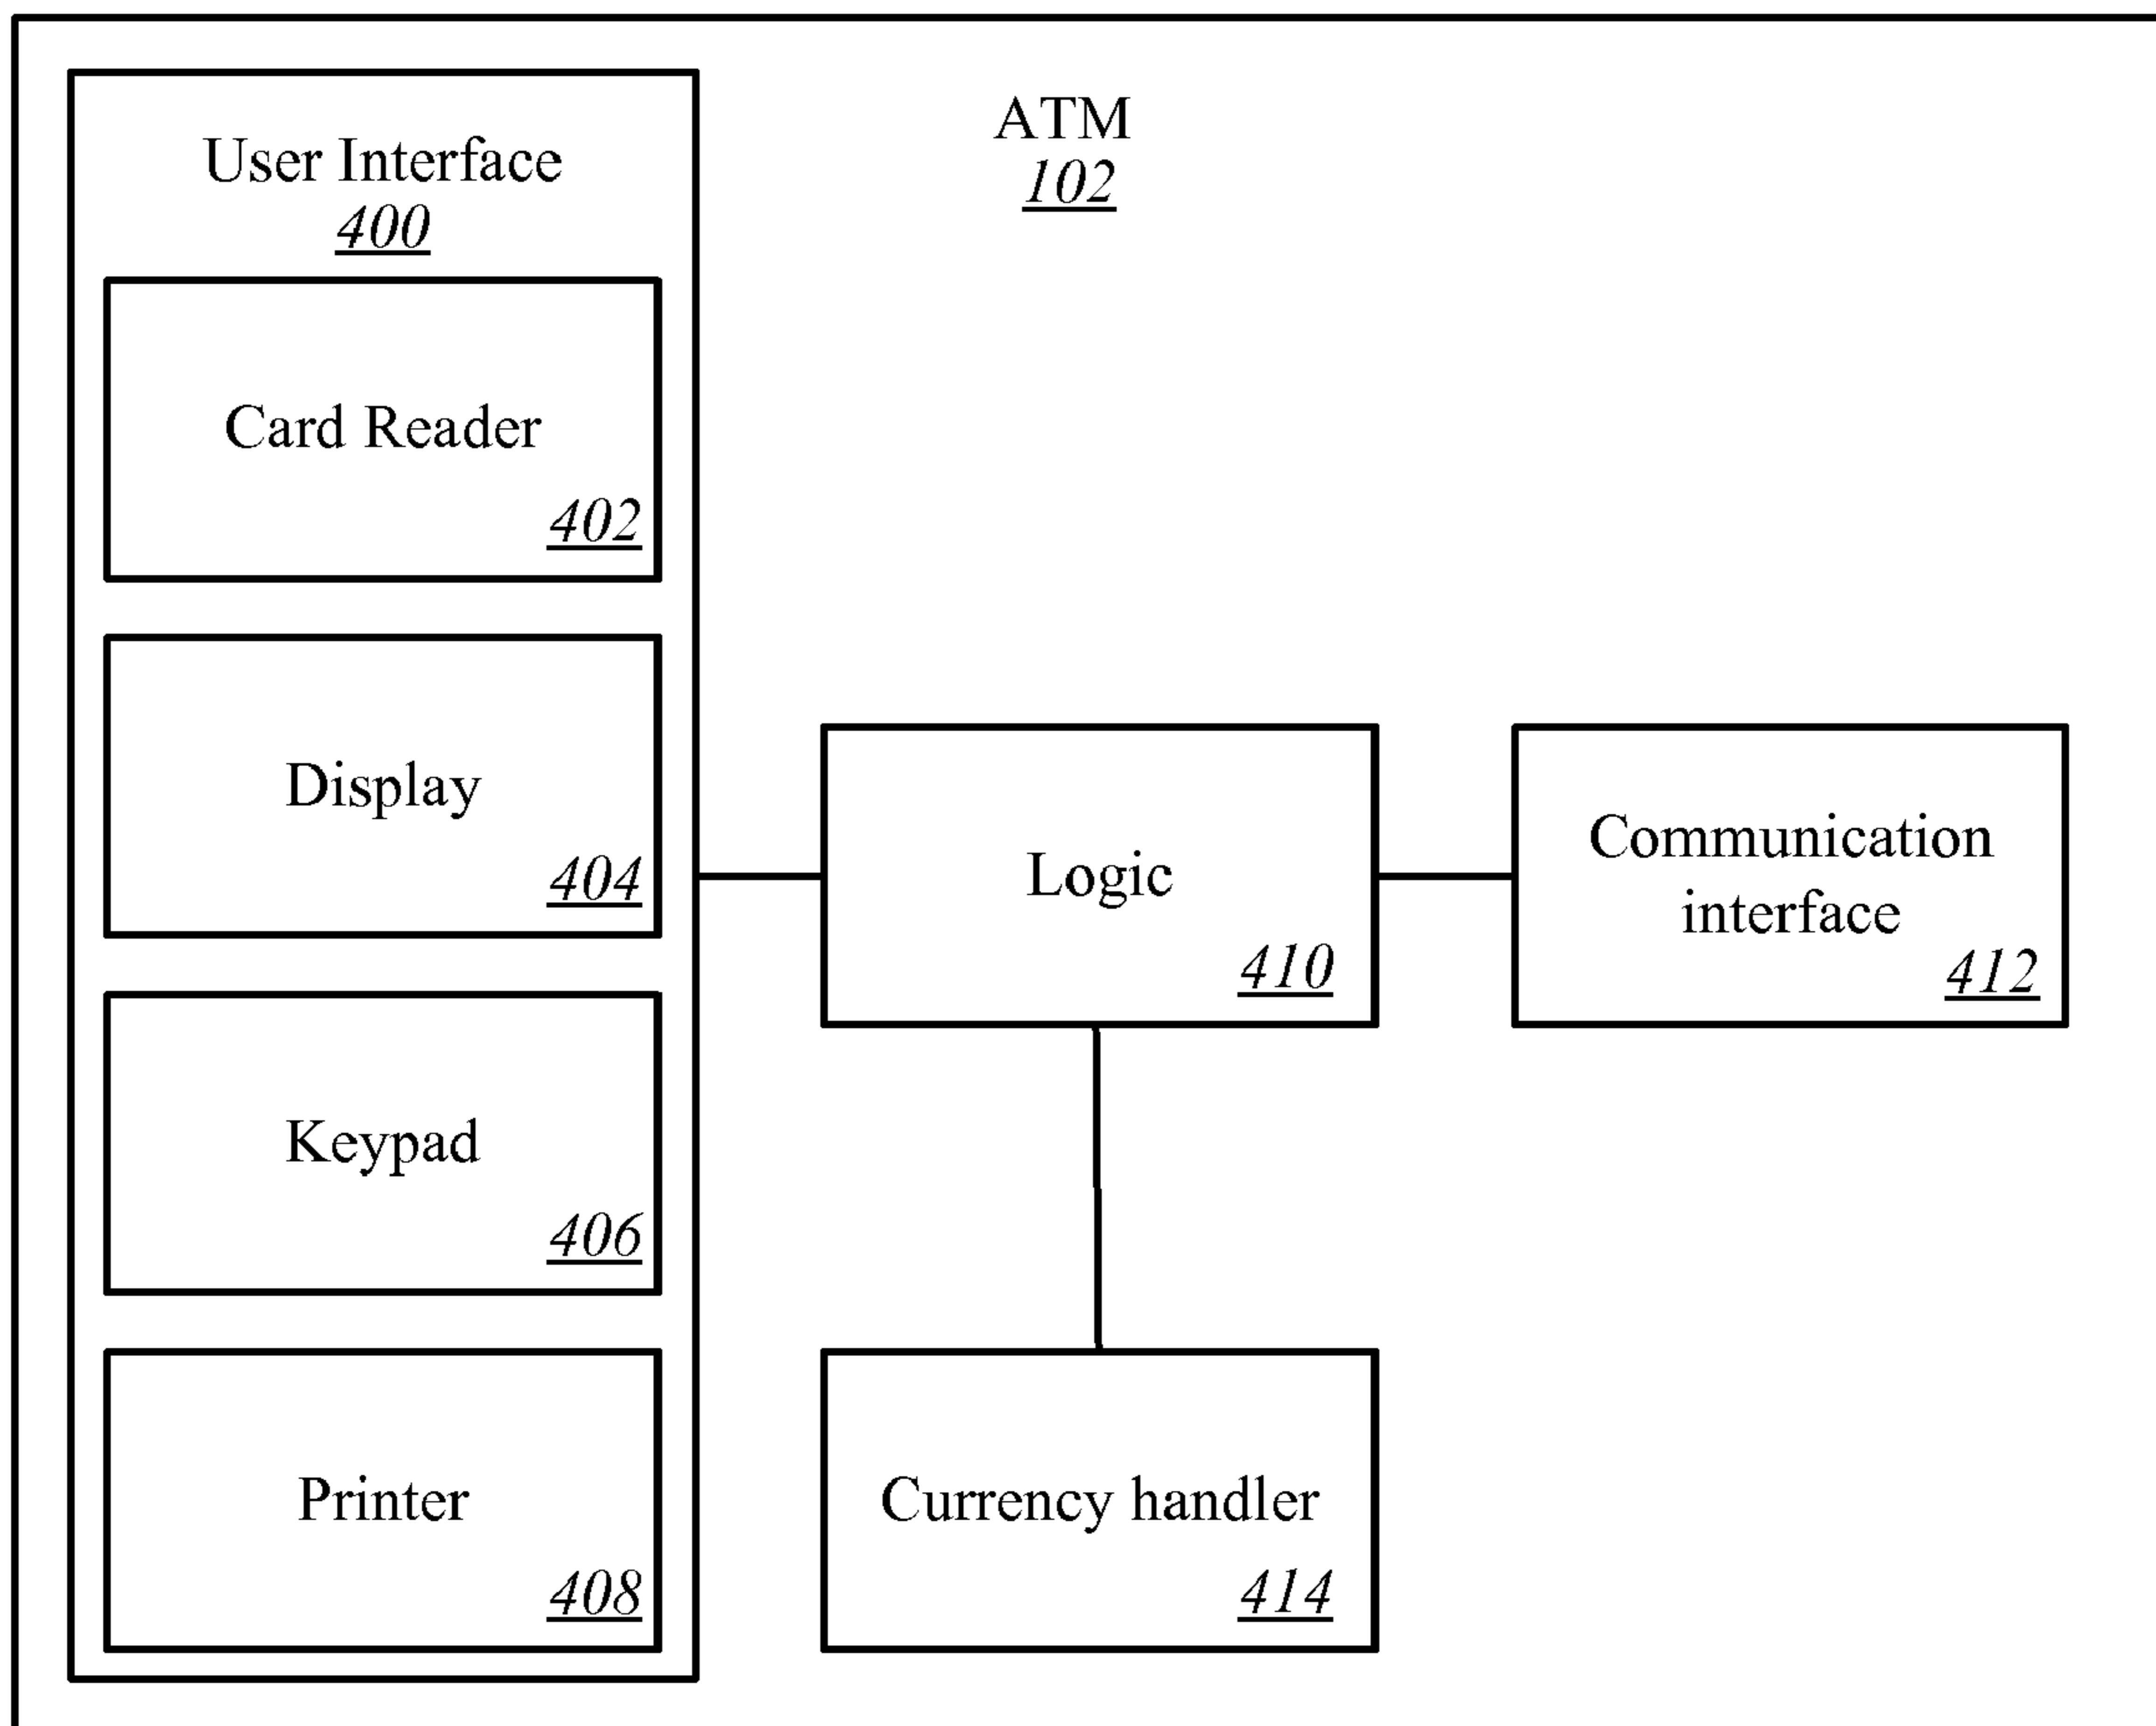 ATM
102
User Interface
400
Card Reader
402
Display
404
Keypad
406
Printer
408
Logic
410
Communication
interface
412
Currency handler
414